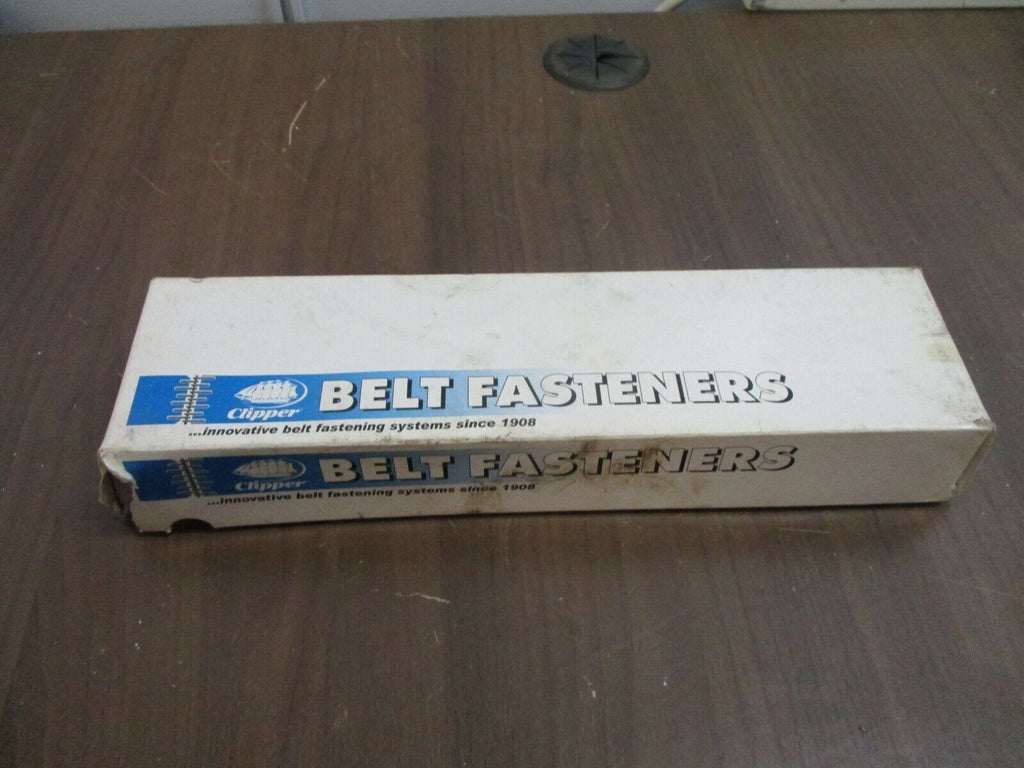 Clipper
BELT FASTENERS
...innovative belt fastening systems since 1908
Clipper
BELT FASTENERS
...innovative belt fastening systems since 1908